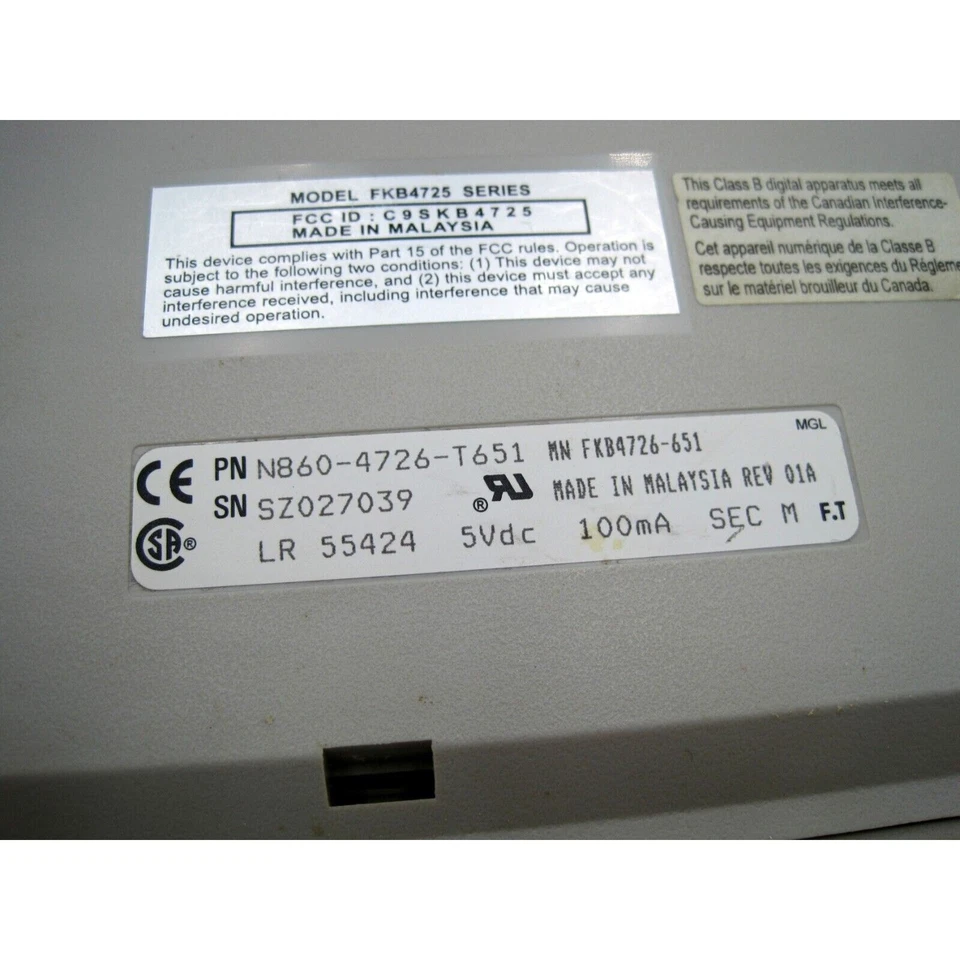 MODEL FKB4725 SERIES
FCC ID : C9SKB4725
MADE IN MALAYSIA
This device complies with Part 15 of the FCC rules. Operation is
subject to the following two conditions: (1) This device may not
cause harmful interference, and (2) this device must accept any
interference received, including interference that may cause
undesired operation.
This Class B digital apparatus meets all
requirements of the Canadian Interference-
Causing Equipment Regulations.
Cet appareil numérique de la Classe B
respecte toutes les exigences du Règleme
sur le matériel brouilleur du Canada.
MGL
CE PN N860-4726-T651 MN FKB4726-651
SN SZ027039 ® RU MADE IN MALAYSIA REV 01A
SA® LR 55424 5Vdc 100mA SEC M F.T